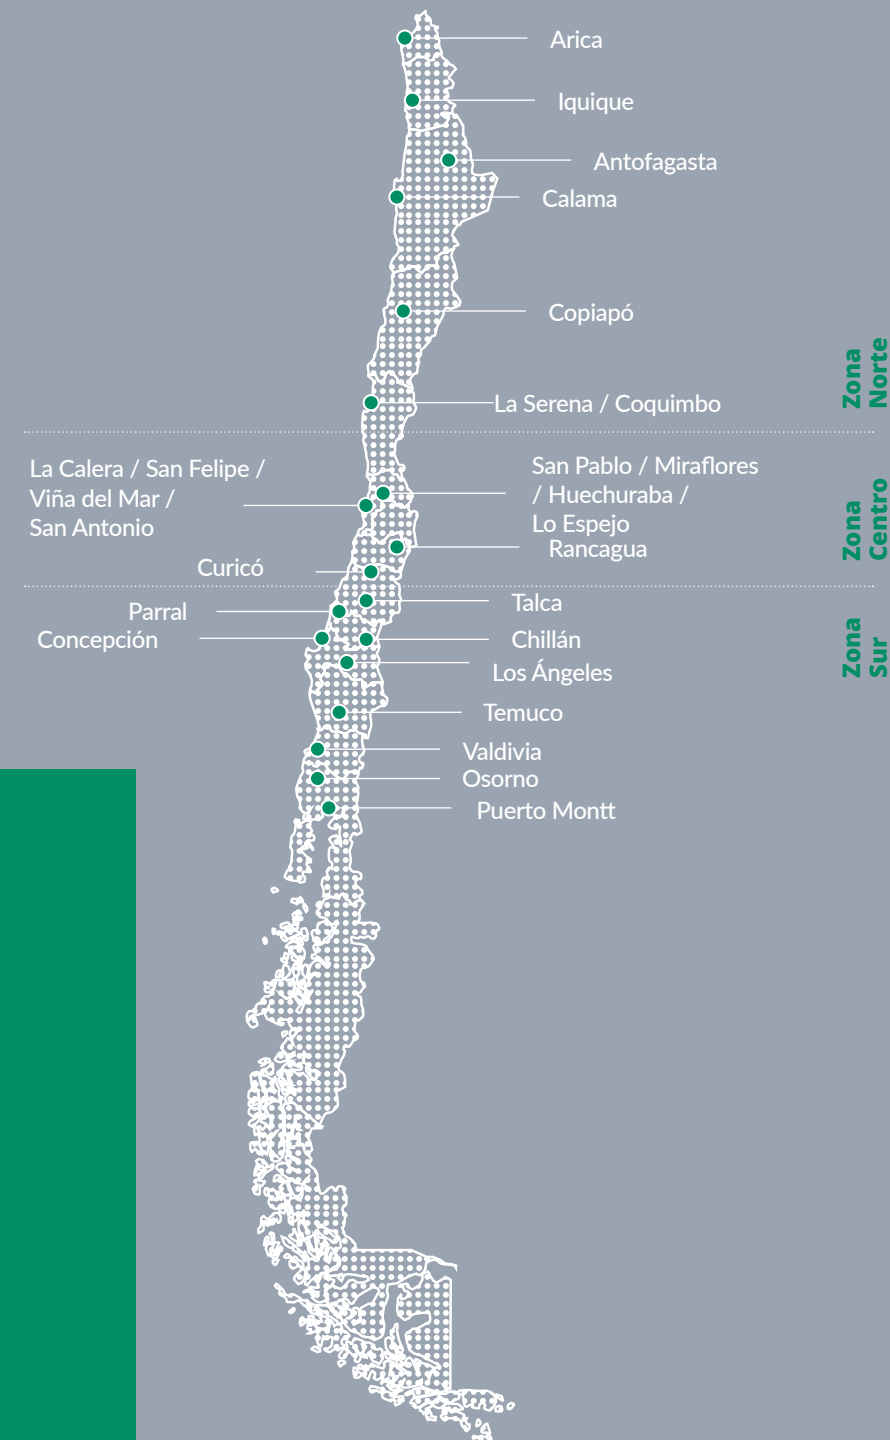 Arica
Iquique
Antofagasta
Calama
Copiapó
La Serena / Coquimbo
Zona
Norte
La Calera / San Felipe /
Viña del Mar /
San Antonio
San Pablo / Miraflores
/ Huechuraba /
Lo Espejo
Rancagua
Curicó
Zona
Centro
Talca
Parral
Concepción
Chillán
Los Ángeles
Temuco
Valdivia
Osorno
Puerto Montt
Zona
Sur